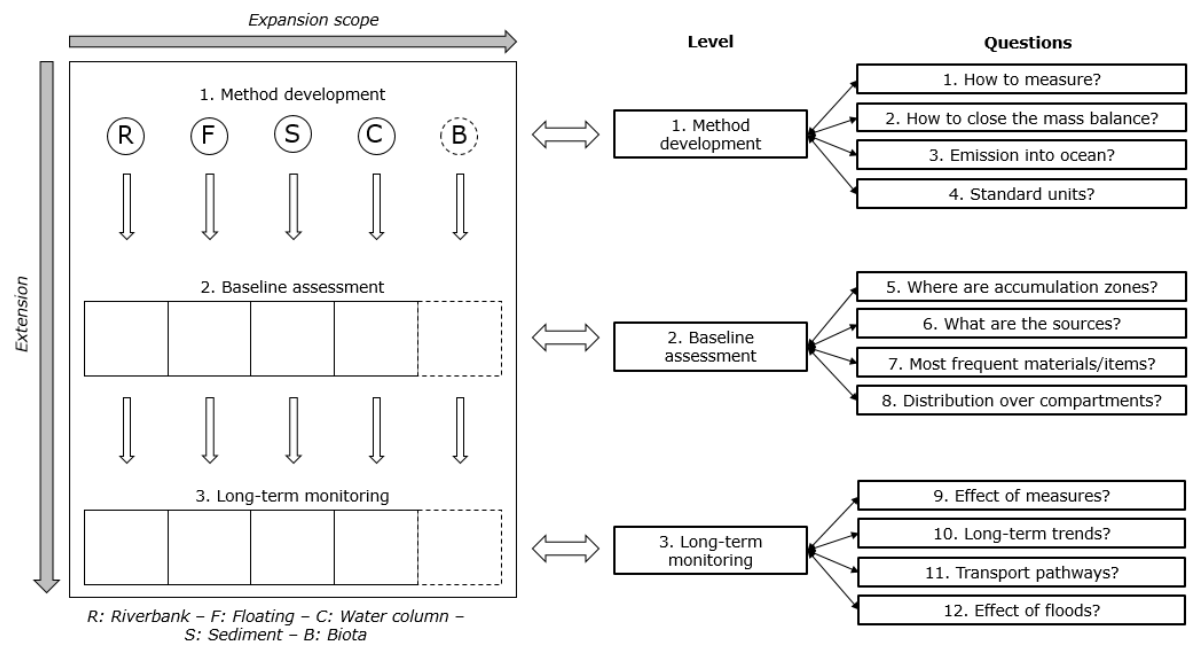 Expansion scope
Extension
1. Method development
R F S C B
2. Baseline assessment
3. Long-term monitoring
R: Riverbank – F: Floating – C: Water column –
S: Sediment – B: Biota
Level
1. Method
development
2. Baseline
assessment
3. Long-term
monitoring
Questions
1. How to measure?
2. How to close the mass balance?
3. Emission into ocean?
4. Standard units?
5. Where are accumulation zones?
6. What are the sources?
7. Most frequent materials/items?
8. Distribution over compartments?
9. Effect of measures?
10. Long-term trends?
11. Transport pathways?
12. Effect of floods?